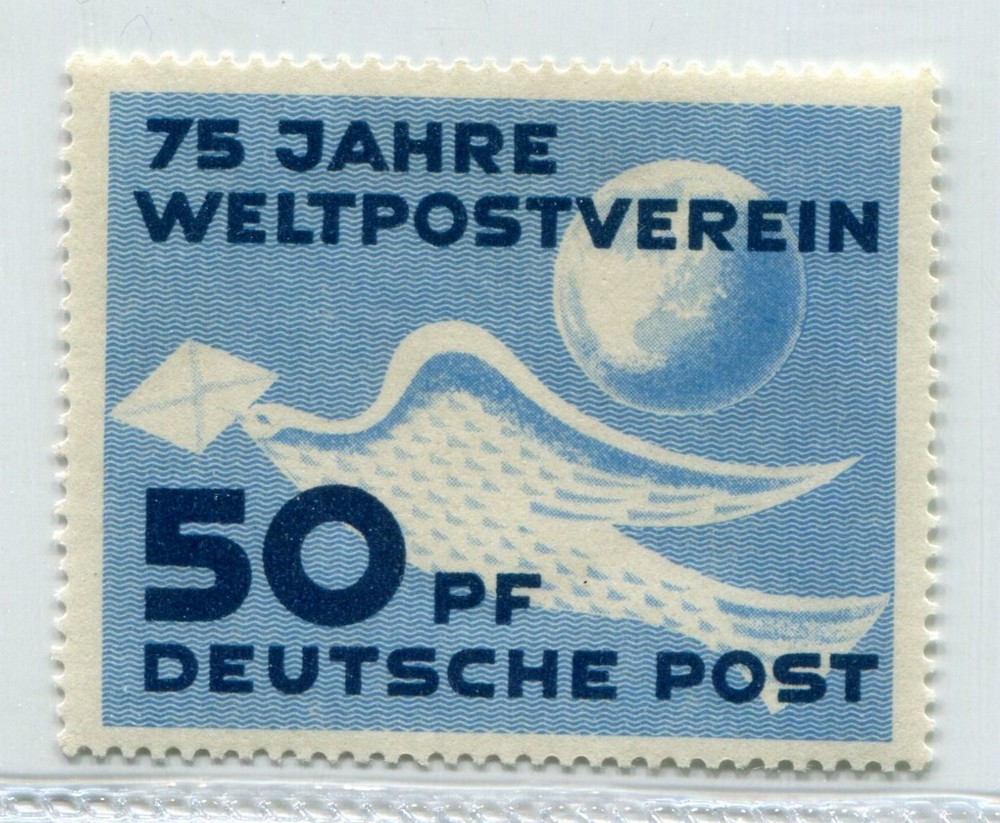 75 JAHRE
WELTPOSTVEREIN
50 PF
DEUTSCHE POST